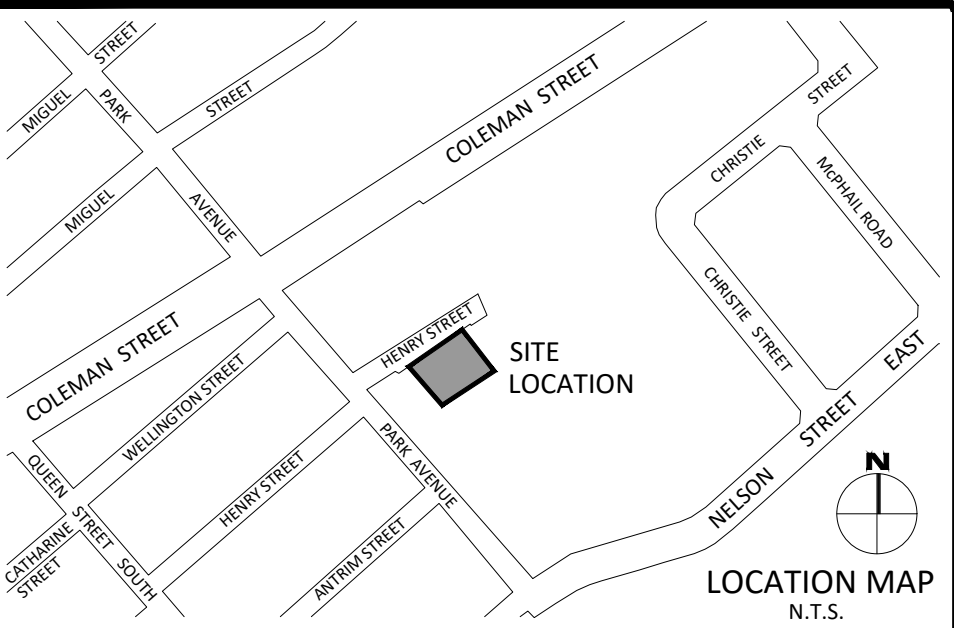 STREET
MIGUEL
PARK
STREET
COLEMAN STREET
STREET
CHRISTIE
MIGUEL
AVENUE
McPHAIL ROAD
CHRISTIE STREET
HENRY STREET
SITE
LOCATION
COLEMAN STREET
WELLINGTON STREET
NELSON STREET EAST
PARK AVENUE
QUEEN STREET SOUTH
HENRY STREET
CATHARINE
STREET
ANTRIM STREET
N
LOCATION MAP
N.T.S.